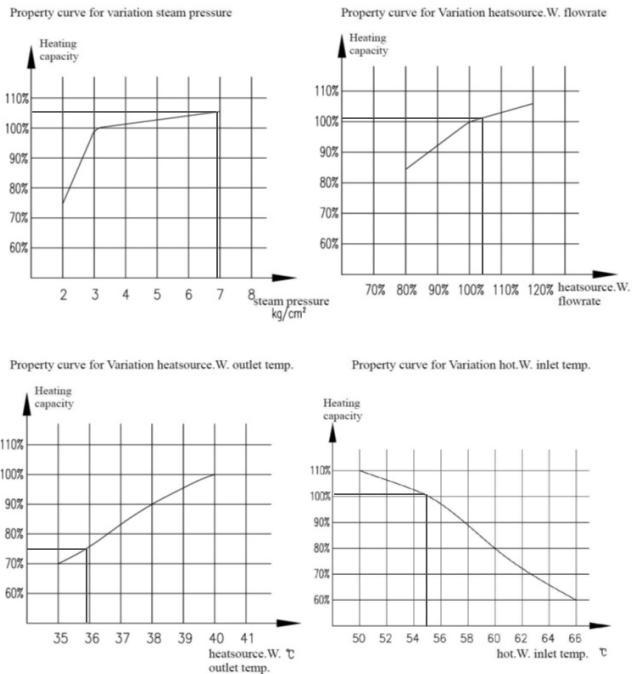 Property curve for variation steam pressure
Heating
capacity
110%
100%
90%
80%
70%
60%
2 3 4 5 6 7 8
steam pressure
kg/cm²
Property curve for Variation heatsource.W. flowrate
Heating
capacity
110%
100%
90%
80%
70%
60%
70% 80% 90% 100% 110% 120% heatsource.W.
flowrate
Property curve for Variation heatsource.W. outlet temp.
Heating
capacity
110%
100%
90%
80%
70%
60%
35 36 37 38 39 40 41
heatsource.W. ℃
outlet temp.
Property curve for Variation hot.W. inlet temp.
Heating
capacity
110%
100%
90%
80%
70%
60%
50 52 54 56 58 60 62 64 66
hot.W. inlet temp. ℃